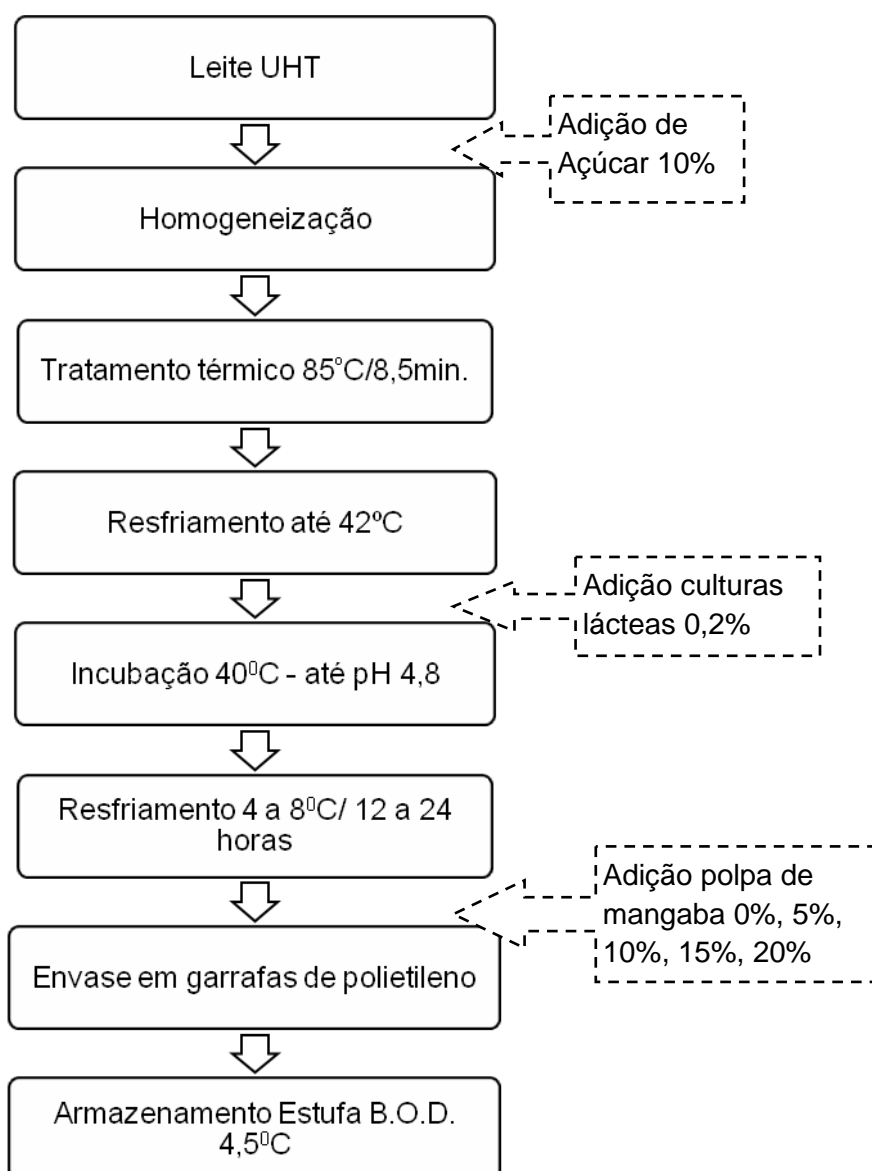 Leite UHT
Adição de
Açúcar 10%
Homogeneização
Tratamento térmico 85°C/8,5min.
Resfriamento até 42ºC
Adição culturas
lácteas 0,2%
Incubação 40⁰C - até pH 4,8
Resfriamento 4 a 8⁰C/ 12 a 24
horas
Adição polpa de
mangaba 0%, 5%,
10%, 15%, 20%
Envase em garrafas de polietileno
Armazenamento Estufa B.O.D.
4,5⁰C